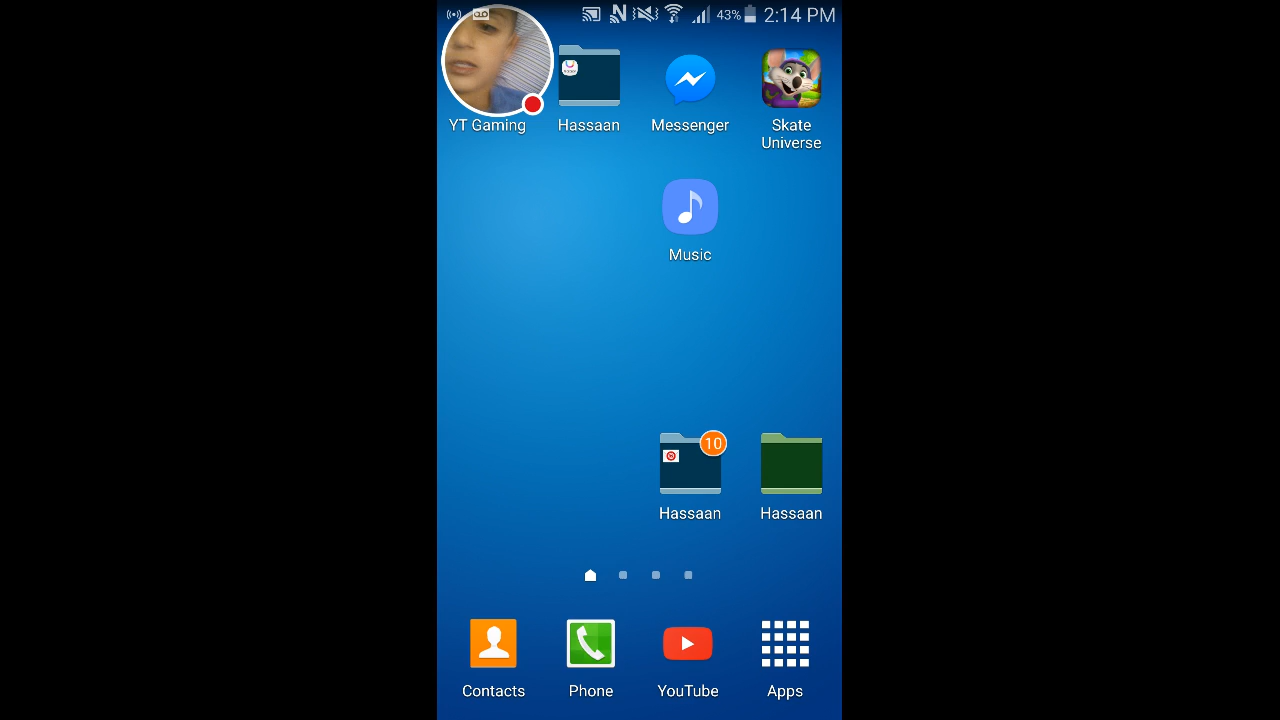 43% 2:14 PM
YT Gaming
Hassaan
Messenger
Skate
Universe
Music
10
Hassaan
Hassaan
Contacts
Phone
YouTube
Apps